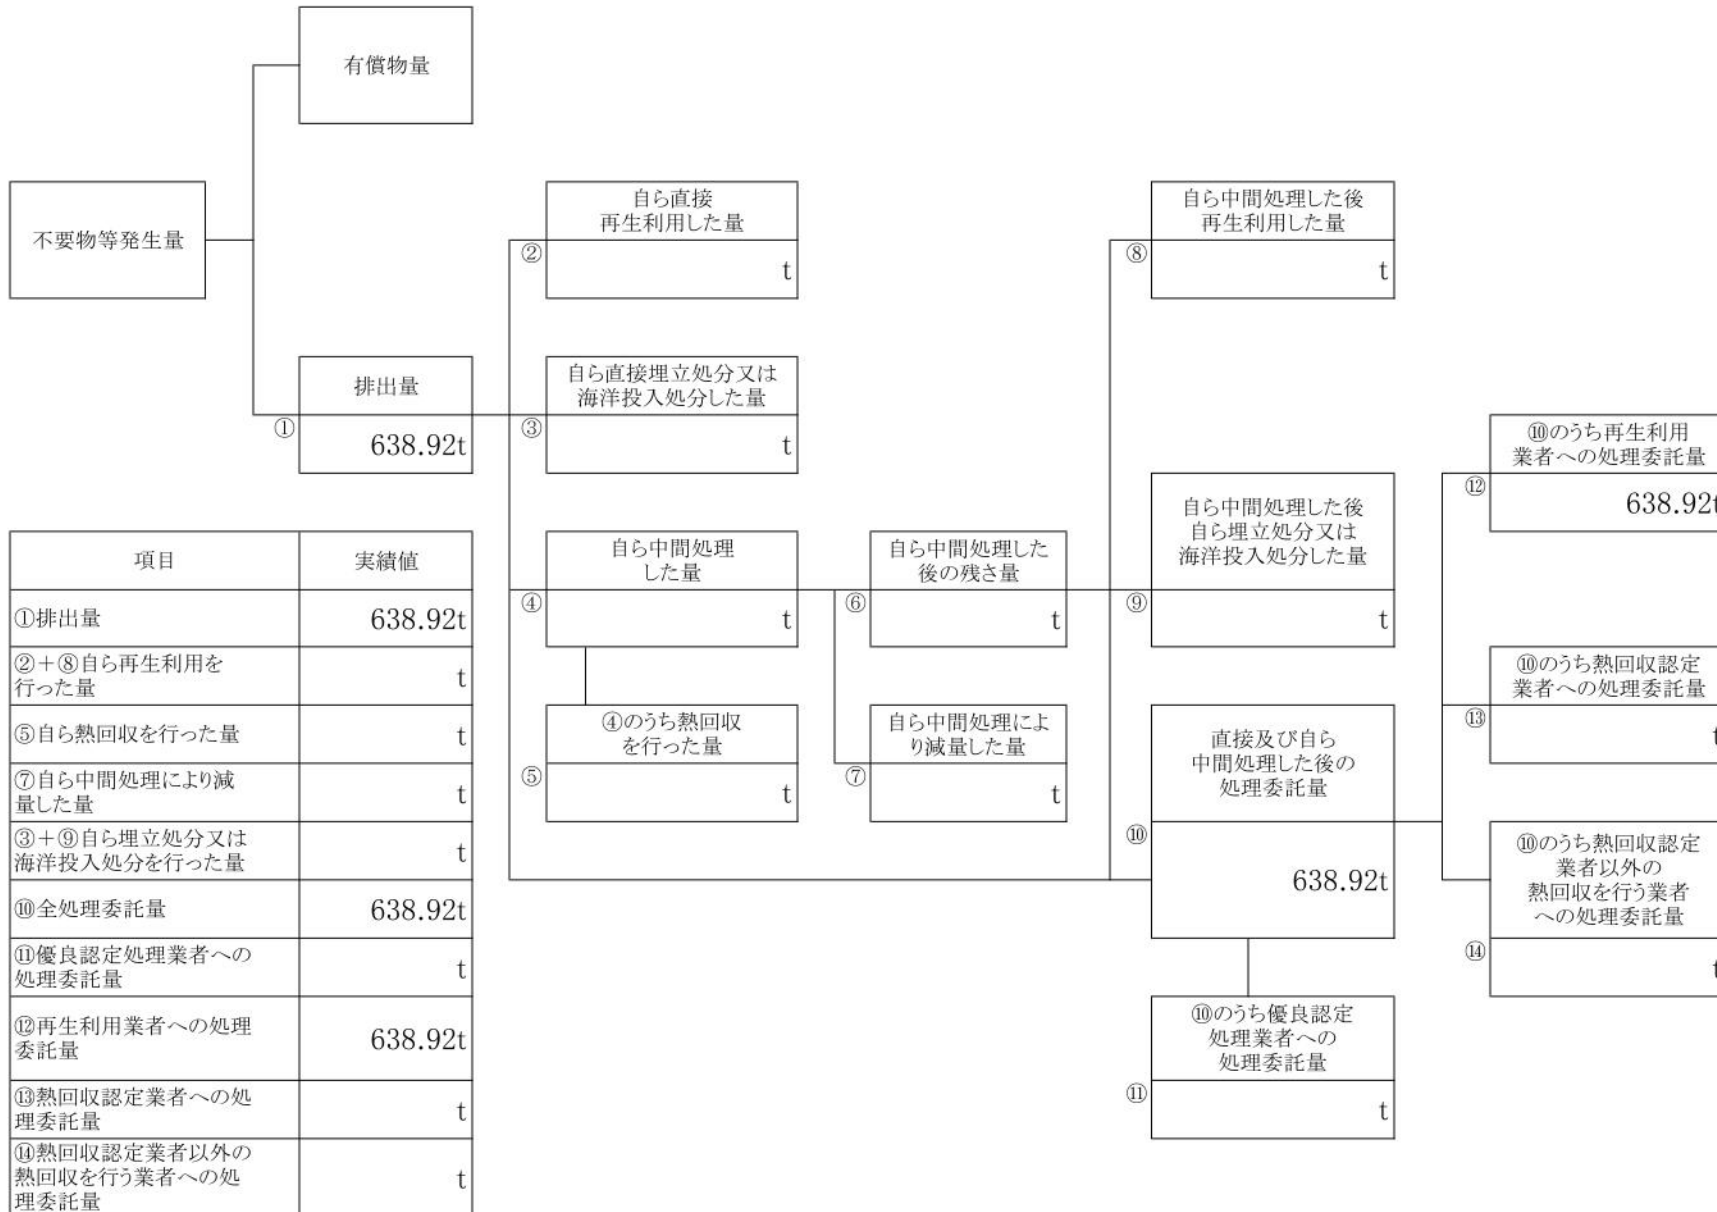 有償物量
不要物等発生量
自ら直接
再生利用した量
②
t
自ら中間処理した後
再生利用した量
⑧
t
排出量
①
638.92t
自ら直接埋立処分又は
海洋投入処分した量
③
t
⑩のうち再生利用
業者への処理委託量
⑫
638.92t
自ら中間処理
した量
④
t
自ら中間処理した
後の残さ量
⑥
t
自ら中間処理した後
自ら埋立処分又は
海洋投入処分した量
⑨
t
⑩のうち熱回収認定
業者への処理委託量
⑬
t
④のうち熱回収
を行った量
⑤
t
自ら中間処理によ
り減量した量
⑦
t
直接及び自ら
中間処理した後の
処理委託量
⑩
638.92t
⑩のうち熱回収認定
業者以外の
熱回収を行う業者
への処理委託量
⑭
t
⑩のうち優良認定
処理業者への
処理委託量
⑪
t
項目 実績値
①排出量 638.92t
②+⑧自ら再生利用を
行った量 t
⑤自ら熱回収を行った量 t
⑦自ら中間処理により減
量した量 t
③+⑨自ら埋立処分又は
海洋投入処分を行った量 t
⑩全処理委託量 638.92t
⑪優良認定処理業者への
処理委託量 t
⑫再生利用業者への処理
委託量 638.92t
⑬熱回収認定業者への処
理委託量 t
⑭熱回収認定業者以外の
熱回収を行う業者への処
理委託量 t